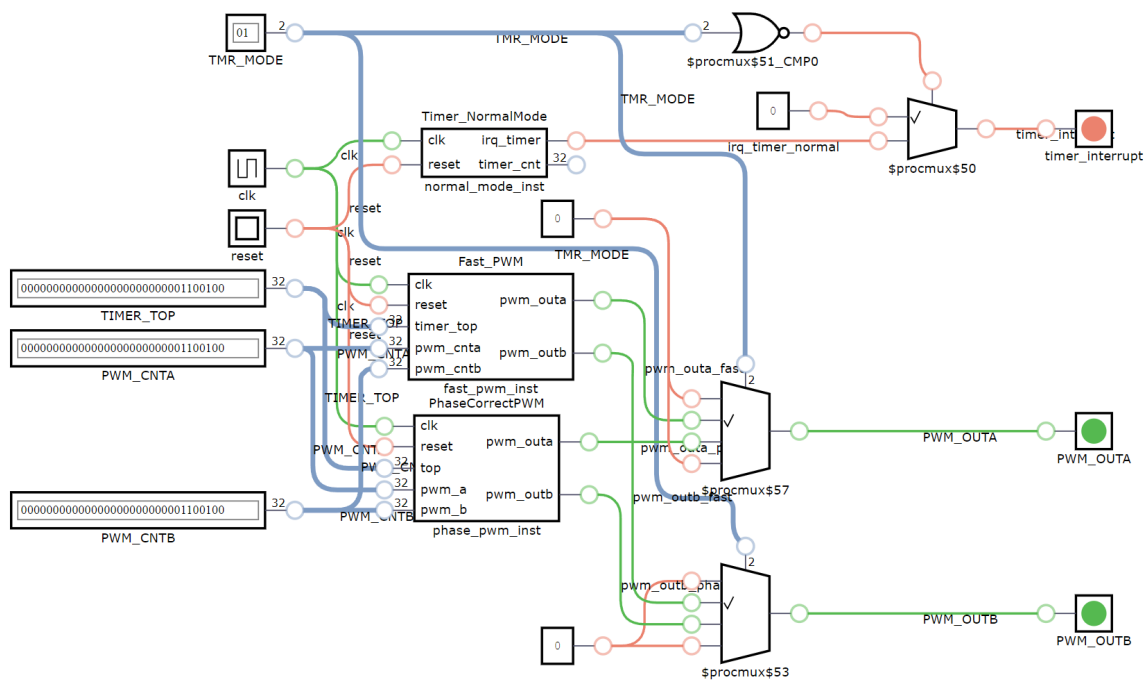 01
2
TMR_MODE
TMR_MODE
2
$procmux$51_CMP0
TMR_MODE
0
irq_timer_normal
$procmux$50
timer_interrupt
Timer_NormalMode
clk
irq_timer
reset
timer_cnt
32
normal_mode_inst
clk
clk
reset
reset
clk
reset
0
TMR_MODE
Fast_PWM
clk
reset
timer_top
pwm_cnta
pwm_cntb
pwm_outa
pwm_outb
fast_pwm_inst
00000000000000000000000001100100
32
TIMER_TOP
00000000000000000000000001100100
32
PWM_CNTA
clk
reset
TIMER_TOP
32
PWM_CNTA
32
32
TIMER_TOP
PhaseCorrectPWM
clk
reset
top
pwm_a
pwm_b
pwm_outa
pwm_outb
phase_pwm_inst
32
32
32
PWM_CNTB
00000000000000000000000001100100
32
PWM_CNTB
pwm_outa_fast
2
$procmux$57
PWM_OUTA
PWM_OUTA
pwm_outb_fast
2
pwm_outb_pha
0
$procmux$53
PWM_OUTB
PWM_OUTB